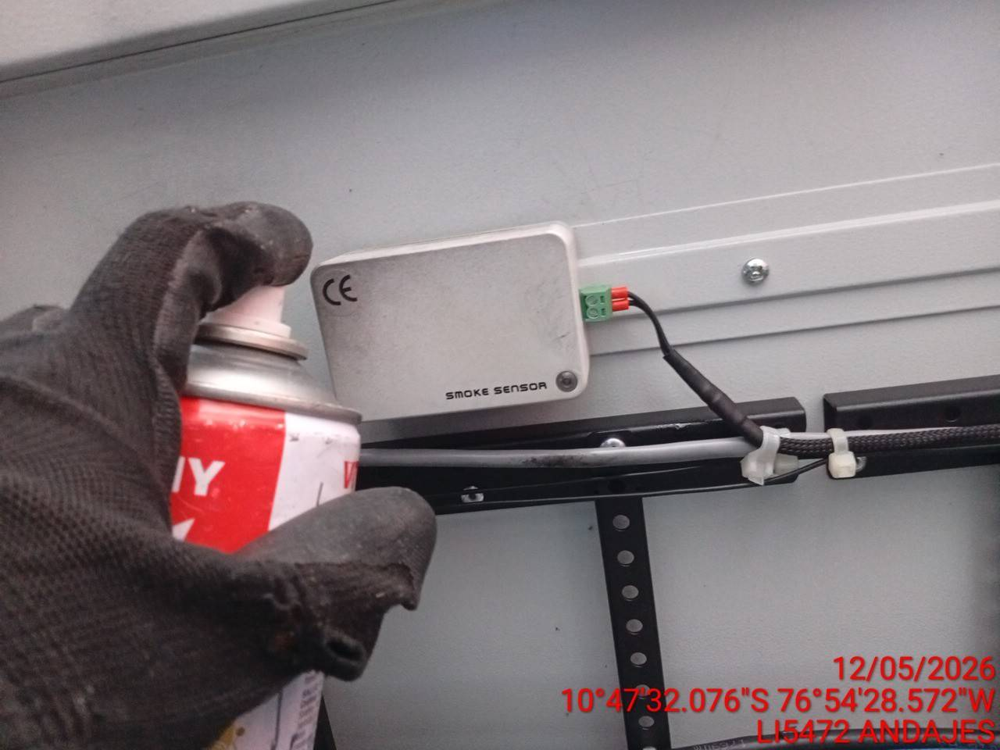 CE
SMOKE SENSOR
12/05/2026
10°47'32.076"S 76°54'28.572"W
LI5472 ANDAJES